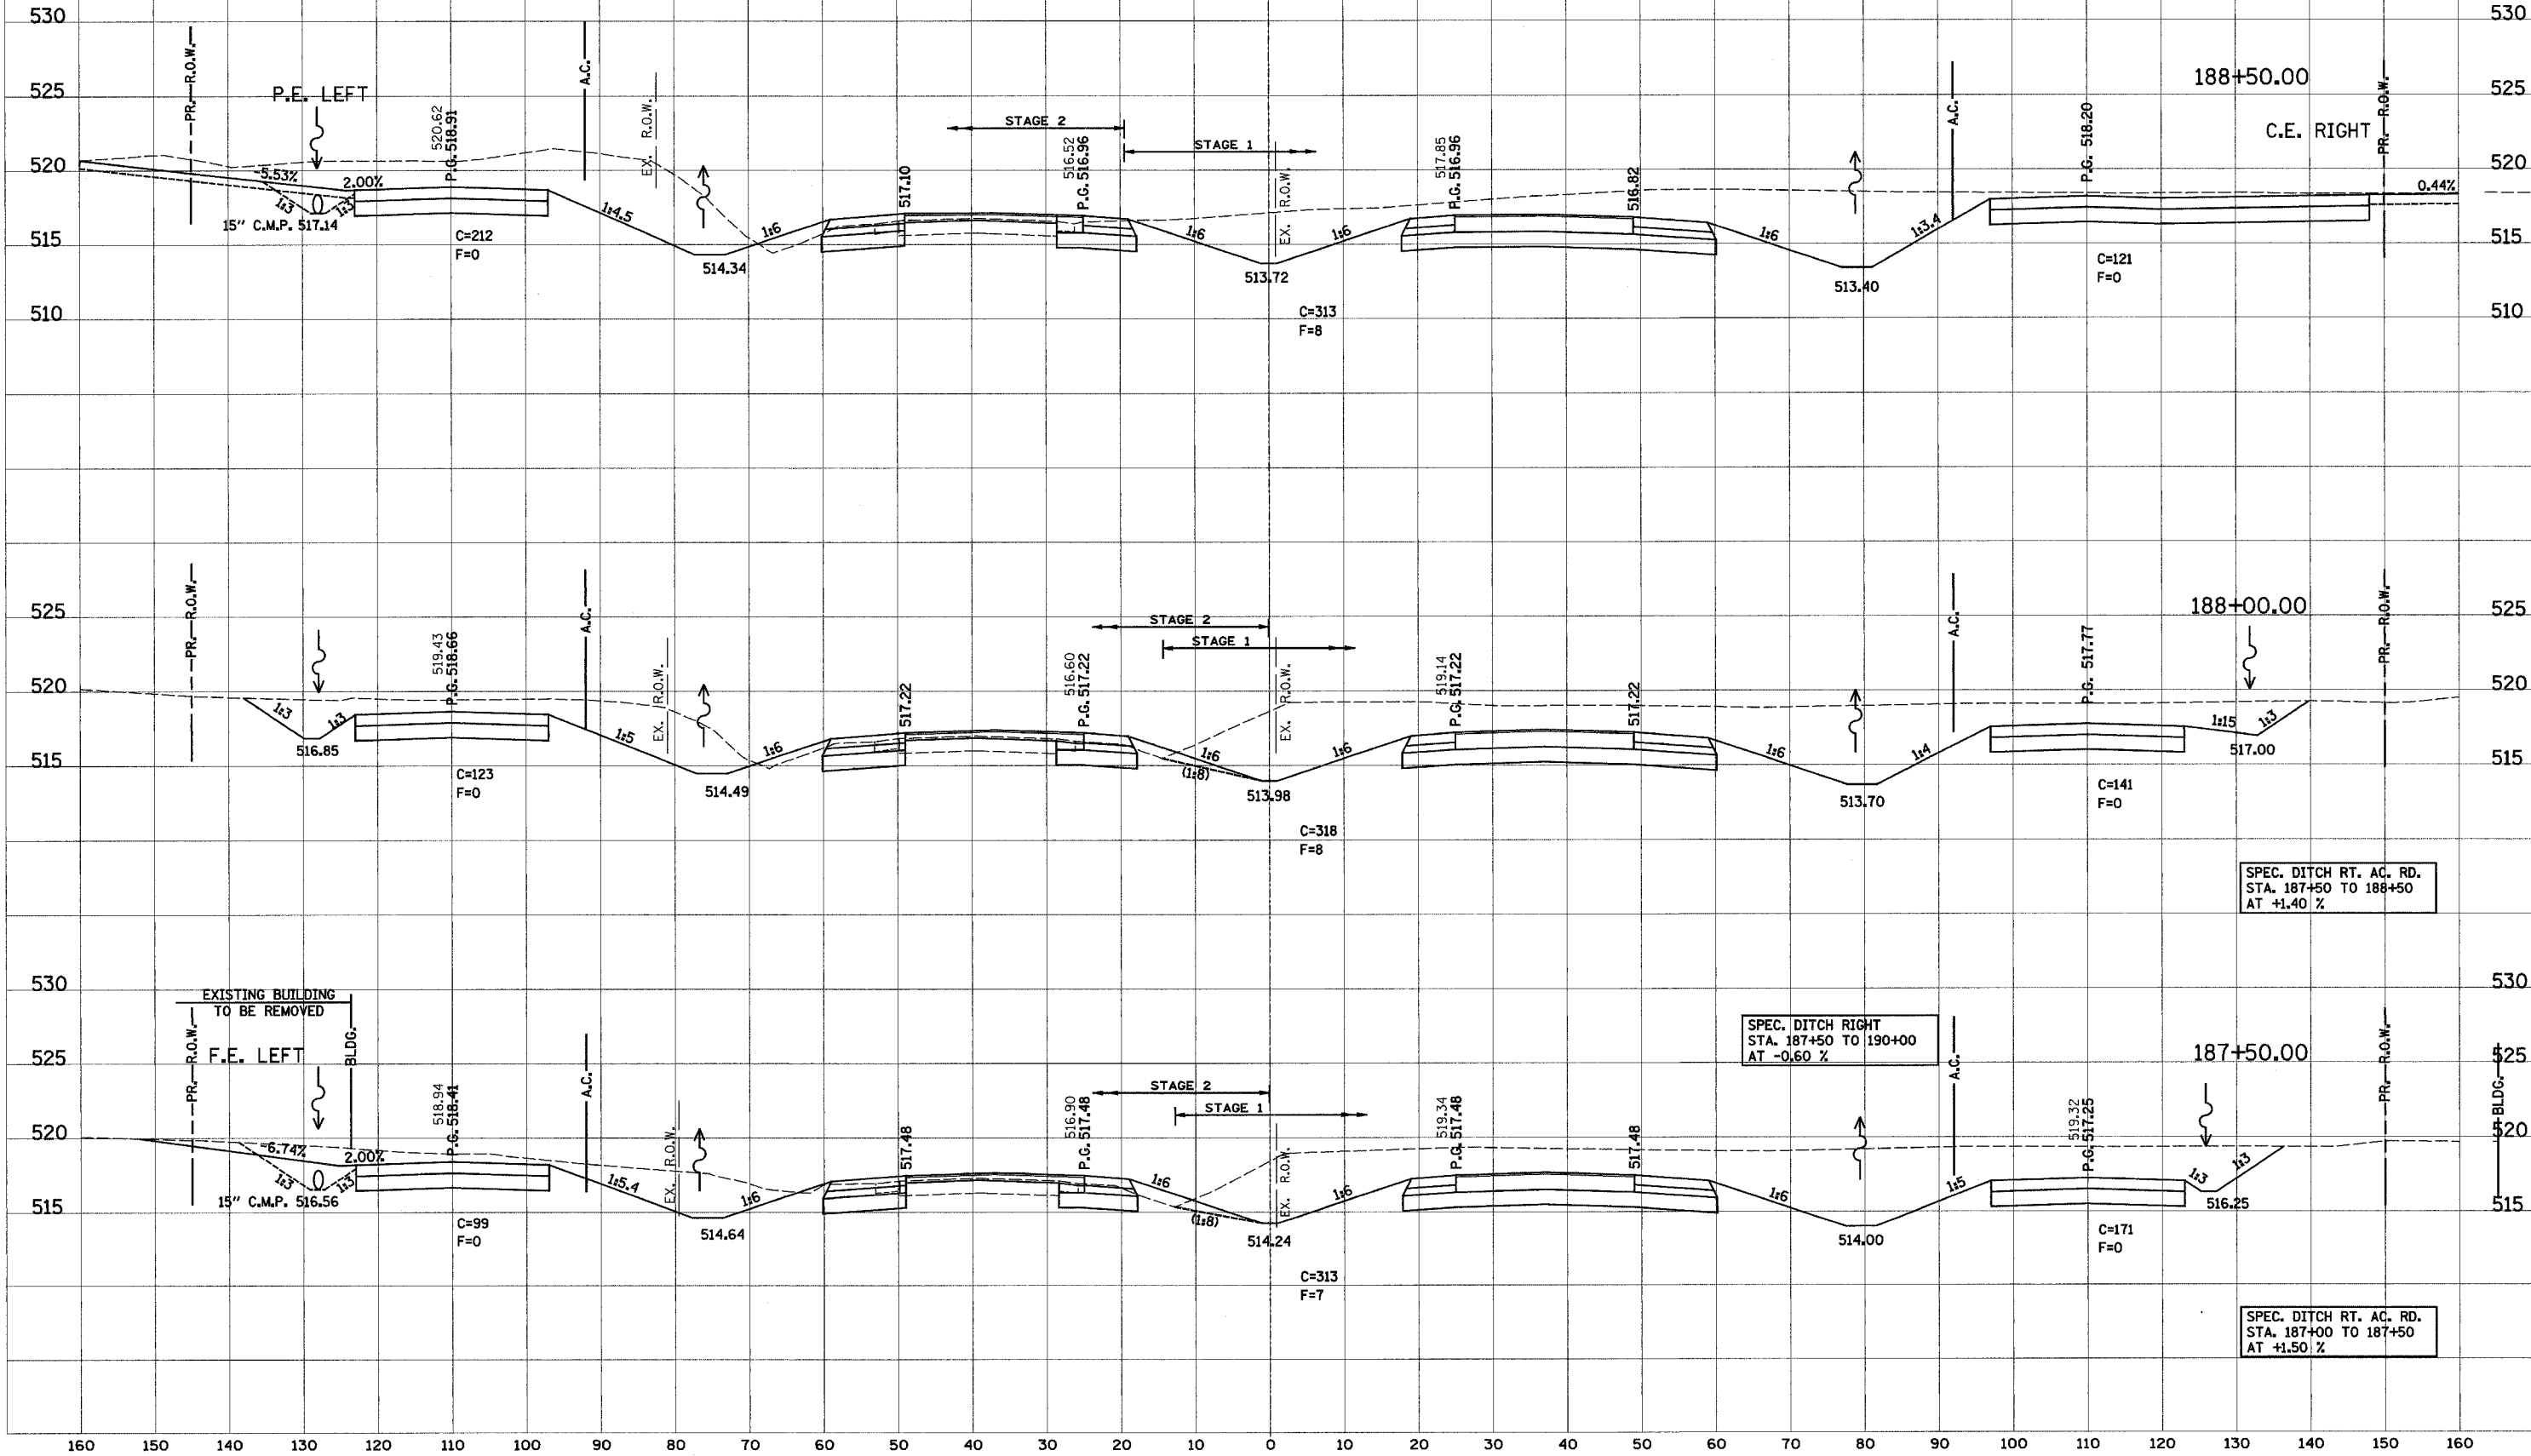 530 530
PR. R.O.W. A.C. PR. R.O.W.
188+50.00
525 P.E. LEFT EX. R.O.W. A.C. 525
520.62 P.G. 518.91 STAGE 2 516.52 P.G. 516.96 517.85 P.G. 516.96 P.G. 518.20 C.E. RIGHT
STAGE 1
520 520
5.53% 2.00% 517.10 EX. R.O.W. 516.82 0.44%
1:3 1:3 1:4.5 1:6 1:6 1:6 1:6 1:3.4
15" C.M.P. 517.14
515 515
C=212 C=121
F=0 F=0
514.34 513.72 513.40
C=313
F=8
510 510
PR. R.O.W. A.C. A.C. PR. R.O.W.
525 188+00.00 525
519.43 P.G. 518.66 STAGE 2 516.60 P.G. 517.22 519.14 P.G. 517.22 P.G. 517.77
STAGE 1
520 EX. R.O.W. 517.22 EX. R.O.W. 517.22 520
1:3 1:3 1:5 1:6 1:6 (1:8) 1:6 1:6 1:4 1:15 1:3
516.85 517.00
515 515
C=123 C=141
F=0 F=0
514.49 513.98 513.70
C=318
F=8
SPEC. DITCH RT. AC. RD.
STA. 187+50 TO 188+50
AT +1.40 %
530 530
EXISTING BUILDING
TO BE REMOVED
PR. R.O.W. BLDG. A.C. A.C. PR. R.O.W. BLDG.
SPEC. DITCH RIGHT
STA. 187+50 TO 190+00
AT -0.60 %
525 F.E. LEFT 187+50.00 525
518.94 P.G. 518.41 STAGE 2 516.90 P.G. 517.48 519.34 P.G. 517.48 519.32 P.G. 517.25
STAGE 1
520 EX. R.O.W. 517.48 EX. R.O.W. 517.48 520
6.74% 2.00%
1:3 1:3 1:5.4 1:6 1:6 (1:8) 1:6 1:6 1:5 1:3 1:3
15" C.M.P. 516.56 516.25
515 515
C=99 C=171
F=0 F=0
514.64 514.24 514.00
C=313
F=7
SPEC. DITCH RT. AC. RD.
STA. 187+00 TO 187+50
AT +1.50 %
160 150 140 130 120 110 100 90 80 70 60 50 40 30 20 10 0 10 20 30 40 50 60 70 80 90 100 110 120 130 140 150 160